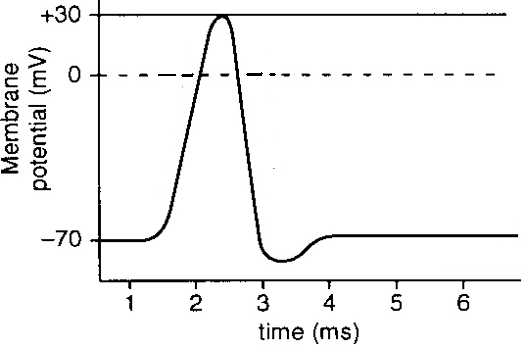 +30
0
Membrane
potential (mV)
−70
1 2 3 4 5 6
time (ms)